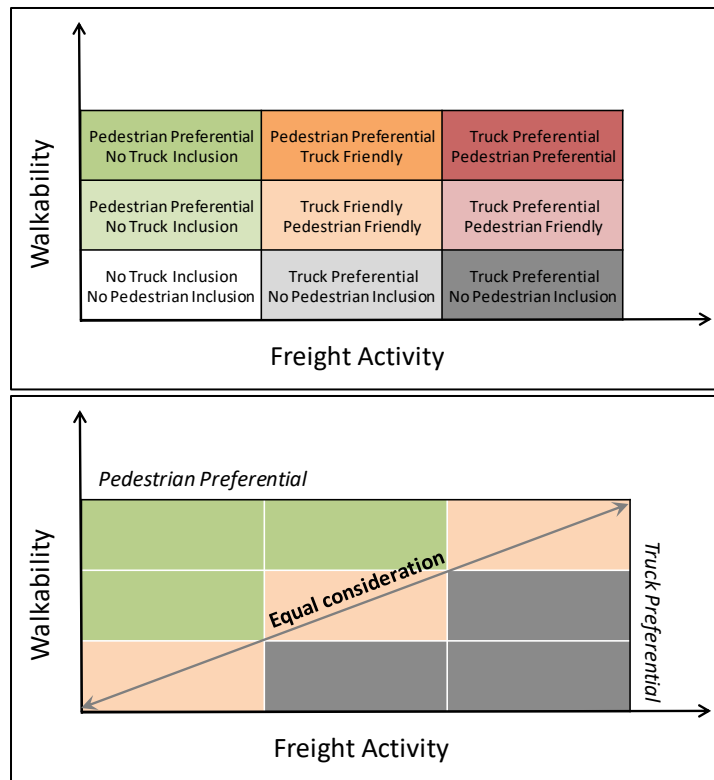 Walkability
Pedestrian Preferential
No Truck Inclusion
Pedestrian Preferential
Truck Friendly
Truck Preferential
Pedestrian Preferential
Pedestrian Preferential
No Truck Inclusion
Truck Friendly
Pedestrian Friendly
Truck Preferential
Pedestrian Friendly
No Truck Inclusion
No Pedestrian Inclusion
Truck Preferential
No Pedestrian Inclusion
Truck Preferential
No Pedestrian Inclusion
Freight Activity
Walkability
Pedestrian Preferential
Equal consideration
Truck Preferential
Freight Activity